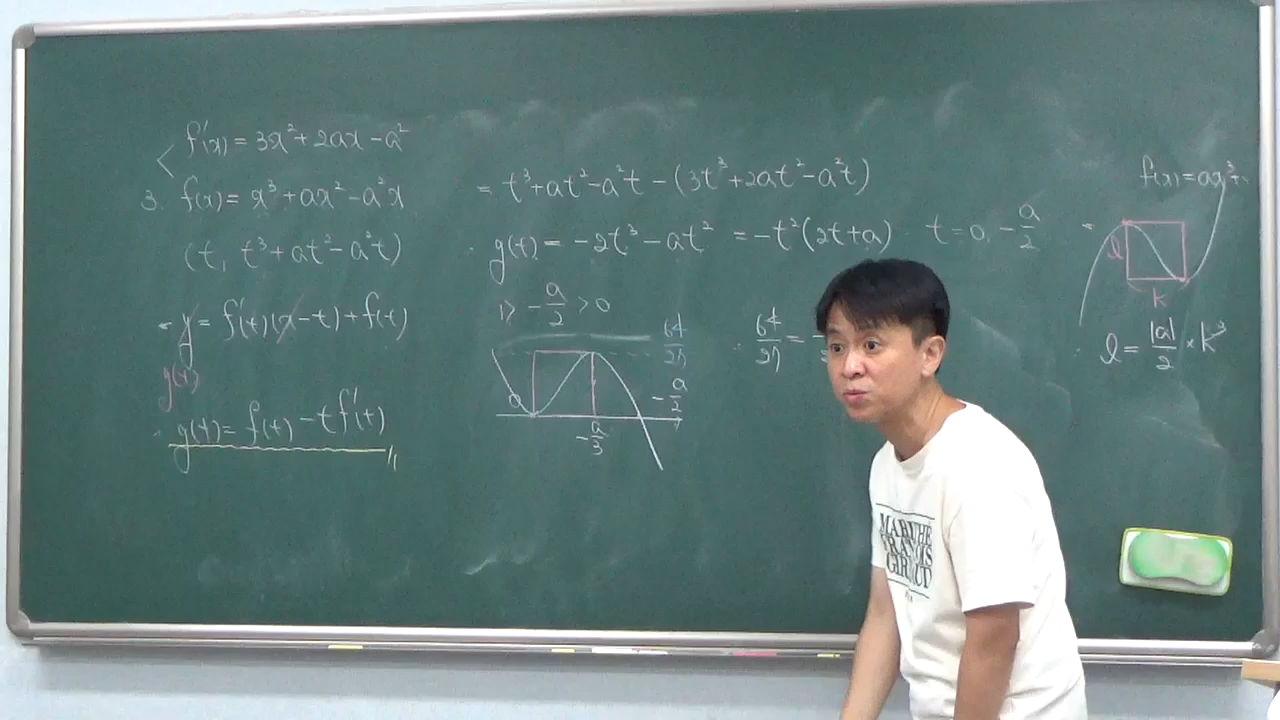 f'(x) = 3x² + 2ax - a²
3. f(x) = x³ + ax² - a²x
(t, t³ + at² - a²t)
y = f'(t)(x - t) + f(t)
g(t)
∴ g(t) = f(t) - t f'(t)
= t³ + at² - a²t - (3t³ + 2at² - a²t)
∴ g(t) = -2t³ - at² = -t²(2t + a) t = 0, -a/2
i) -a/2 > 0
64/27
0
-a/2
-a/3
∴ 64/27 = -
f(x) = ax³ +
l
k
∴ l = |a|/2 × k³
MARITHE
FRANCOIS
GIRBAUD